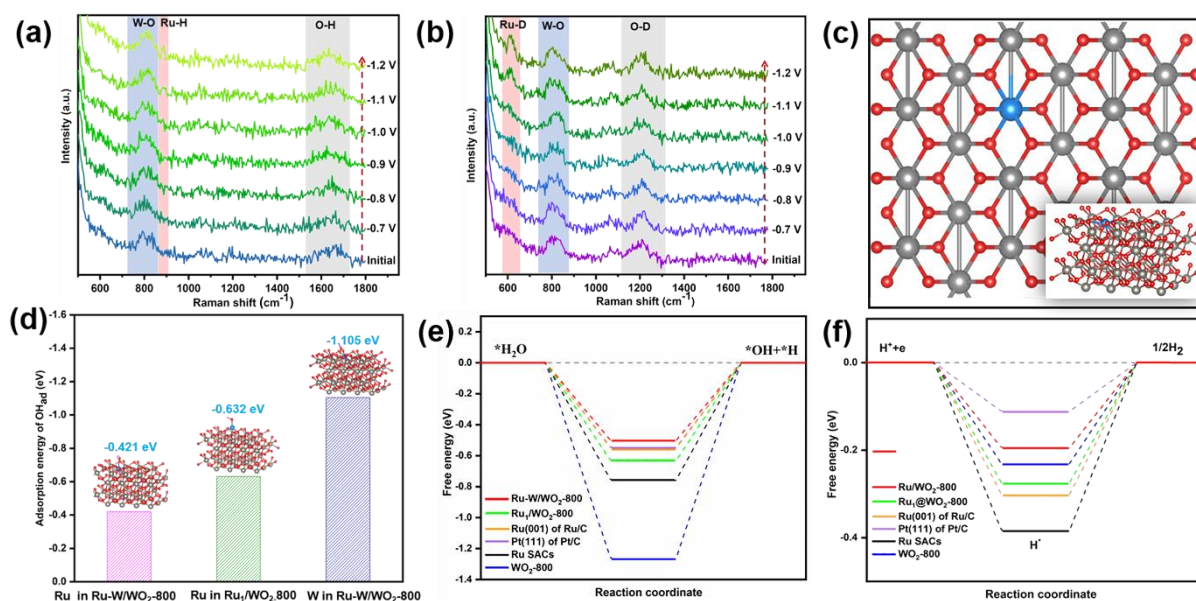 (a)
W-O Ru-H
O-H
-1.2 V
-1.1 V
-1.0 V
-0.9 V
-0.8 V
-0.7 V
Initial
Intensity (a.u.)
600 800 1000 1200 1400 1600 1800
Raman shift (cm-1)
(b)
Ru-D W-O O-D
-1.2 V
-1.1 V
-1.0 V
-0.9 V
-0.8 V
-0.7 V
Initial
Intensity (a.u.)
600 800 1000 1200 1400 1600 1800
Raman shift (cm-1)
(c)
(d)
-1.6
-1.4
-1.2
-1.0
-0.8
-0.6
-0.4
-0.2
0.0
Adsorption energy of OHad (eV)
-0.421 eV
-0.632 eV
-1.105 eV
Ru in Ru-W/WO2-800
Ru in Ru1/WO2.800
W in Ru-W/WO2-800
(e)
*H2O
*OH+*H
0.2
0.0
-0.2
-0.4
-0.6
-0.8
-1.0
-1.2
-1.4
Free energy (eV)
Ru-W/WO2-800
Ru1/WO2-800
Ru(001) of Ru/C
Pt(111) of Pt/C
Ru SACs
WO2-800
Reaction coordinate
(f)
H++e
1/2H2
0.0
-0.2
-0.4
Free energy (eV)
Ru/WO2-800
Ru1@WO2-800
Ru(001) of Ru/C
Pt(111) of Pt/C
Ru SACs
WO2-800
H*
Reaction coordinate